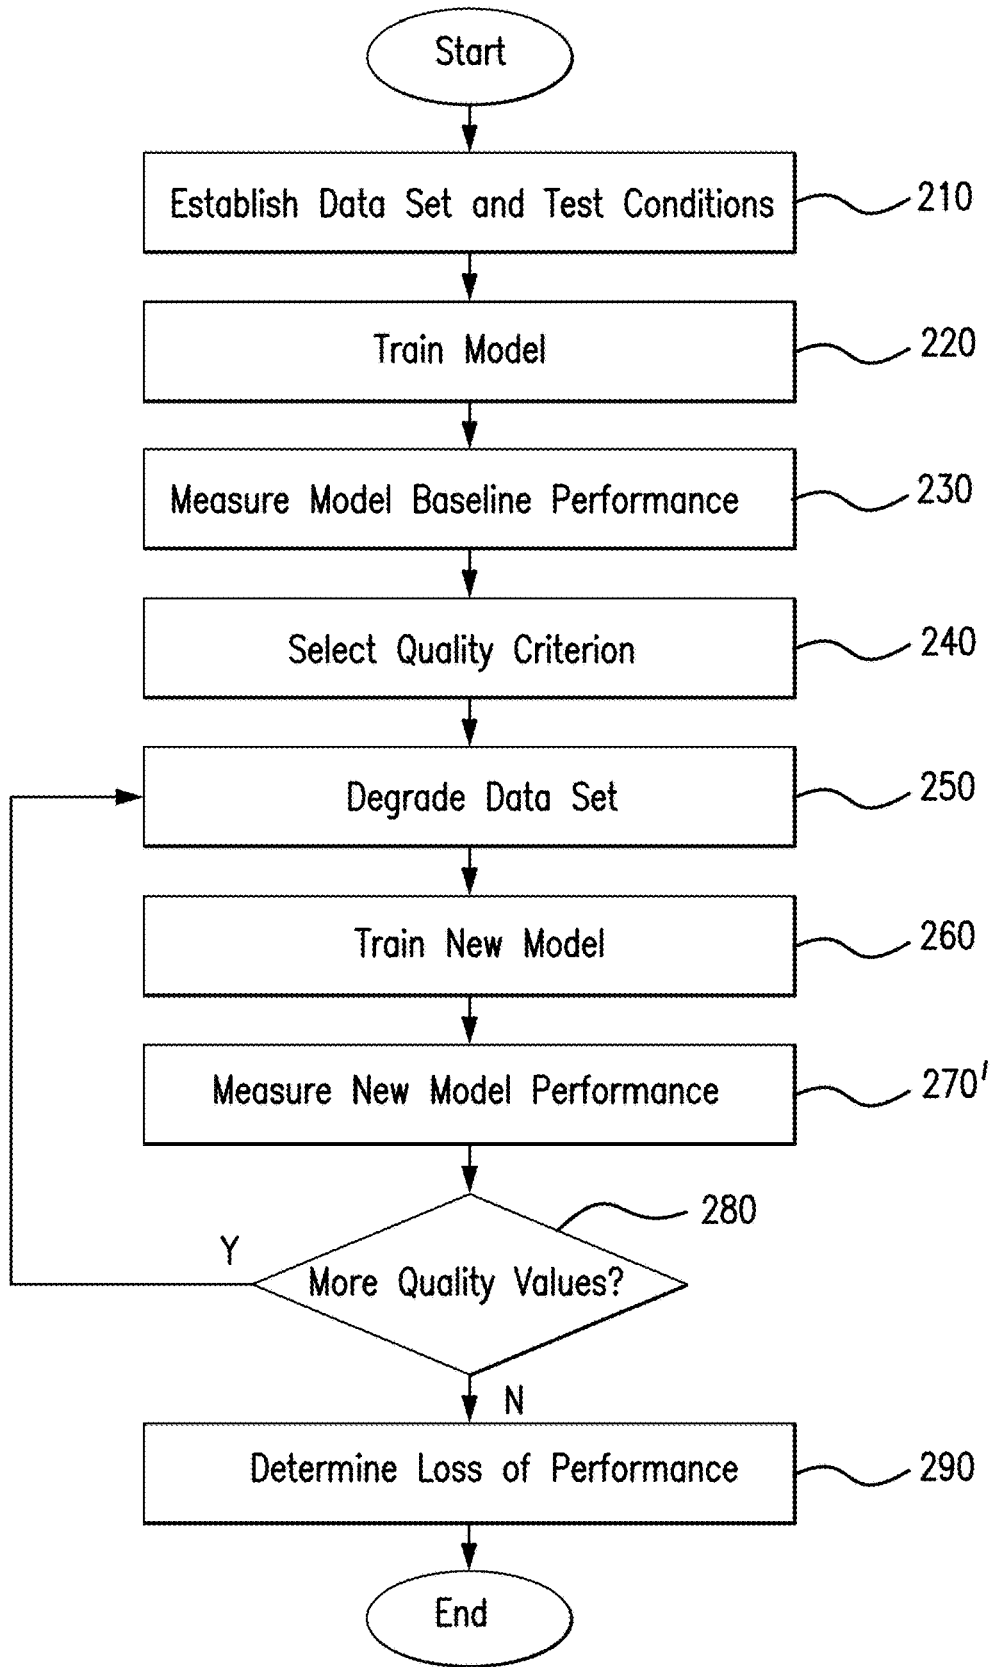 Start
Establish Data Set and Test Conditions
210
Train Model
220
Measure Model Baseline Performance
230
Select Quality Criterion
240
Degrade Data Set
250
Train New Model
260
Measure New Model Performance
270'
280
Y
More Quality Values?
N
Determine Loss of Performance
290
End